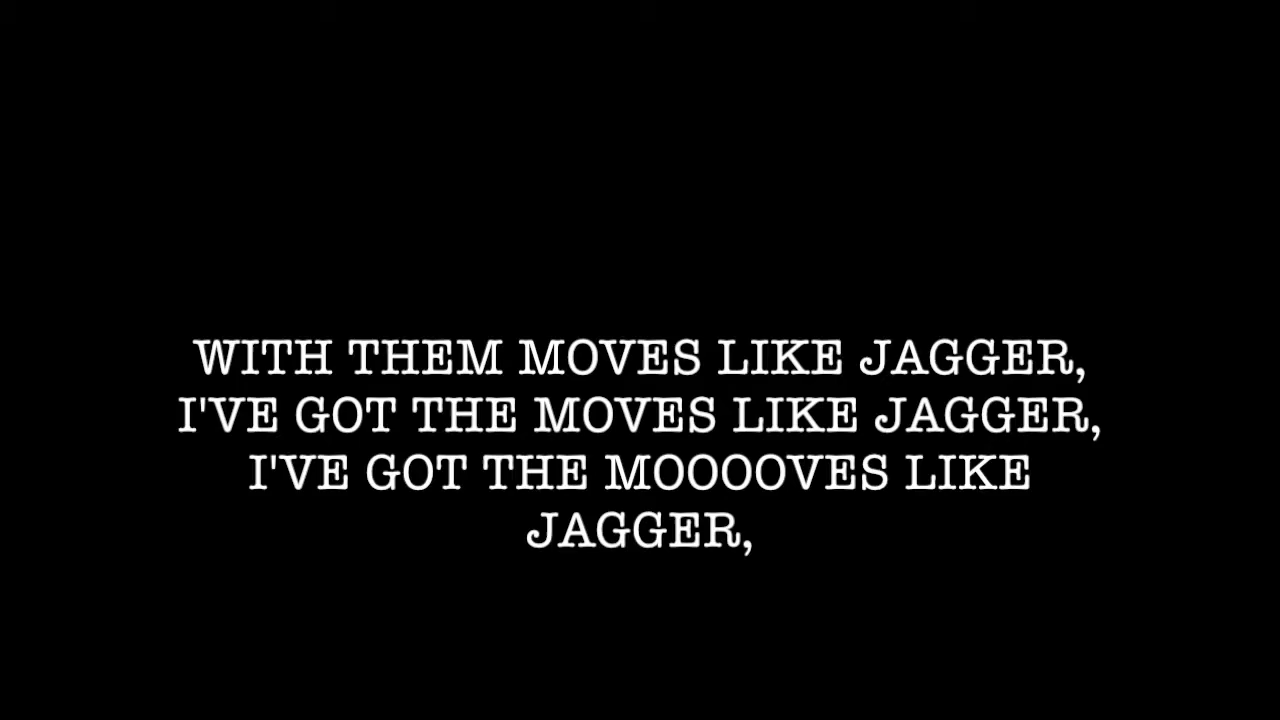 WITH THEM MOVES LIKE JAGGER,
I'VE GOT THE MOVES LIKE JAGGER,
I'VE GOT THE MOOOOVES LIKE
JAGGER,